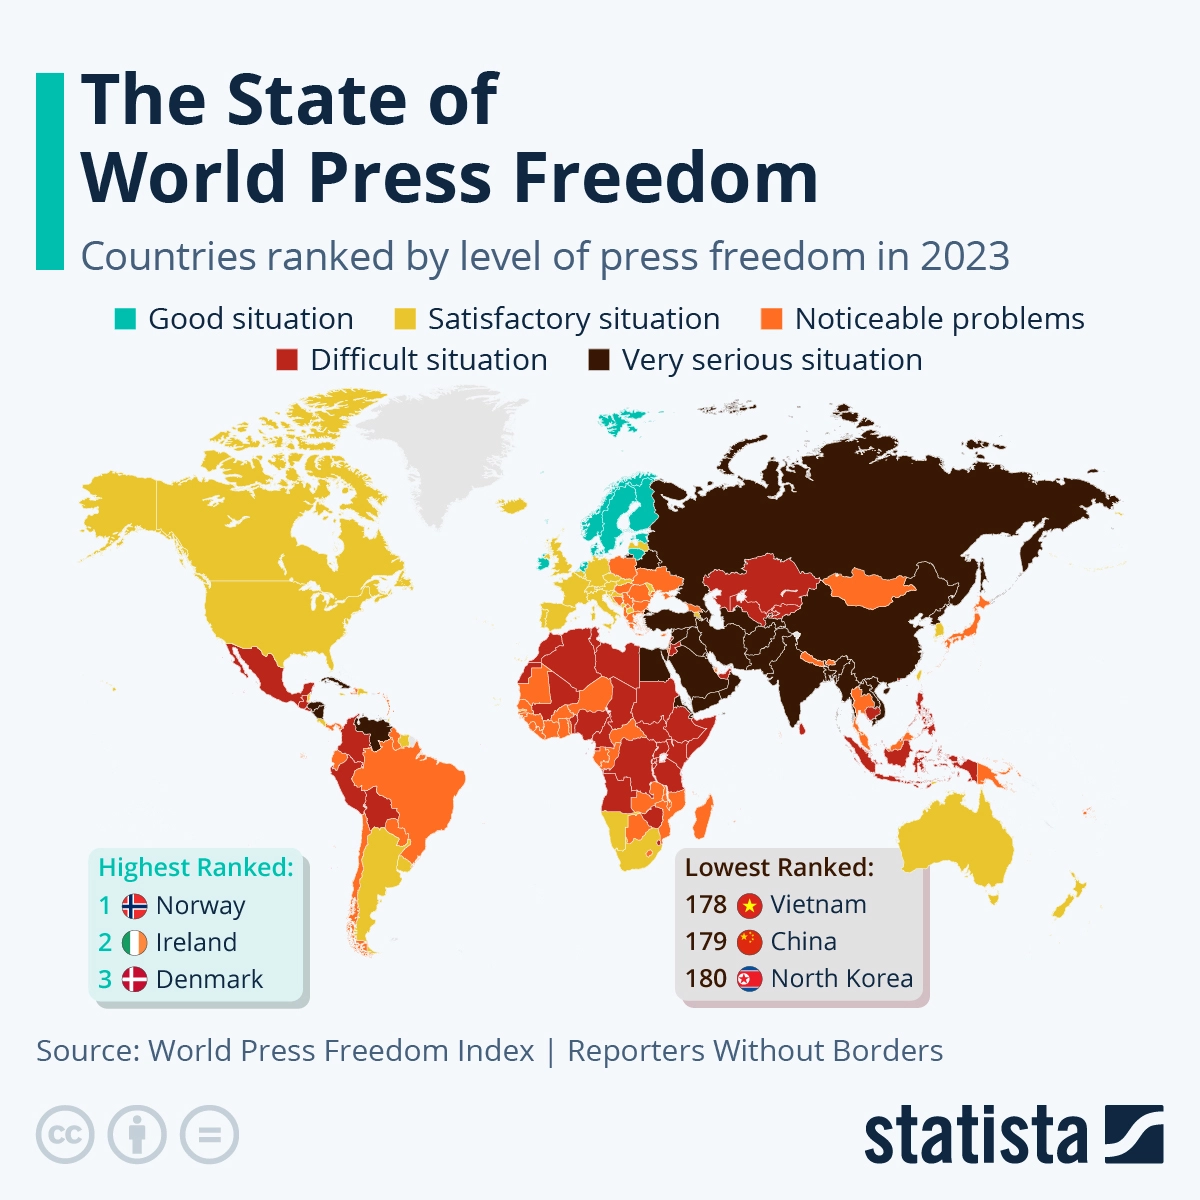 The State of
World Press Freedom
Countries ranked by level of press freedom in 2023
Good situation Satisfactory situation Noticeable problems
Difficult situation Very serious situation
Highest Ranked:
1 Norway
2 Ireland
3 Denmark
Lowest Ranked:
178 Vietnam
179 China
180 North Korea
Source: World Press Freedom Index | Reporters Without Borders
cc
statista